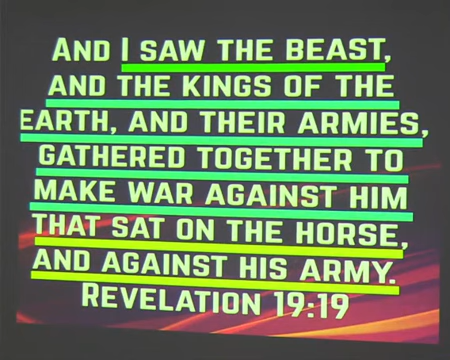 And I saw the beast,
and the kings of the
earth, and their armies,
gathered together to
make war against him
that sat on the horse,
and against his army.
Revelation 19:19